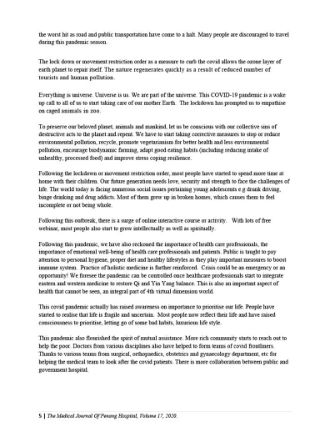 the worst hit as road and public transportation have come to a halt. Many people are discouraged to travel
during this pandemic season.
The lock down or movement restriction order as a measure to curb the covid allows the ozone layer of
earth planet to repair itself. The nature regenerates quickly as a result of reduced number of
tourists and human pollution.
Everything is universe. Universe is us. We are part of the universe. This COVID-19 pandemic is a wake
up call to all of us to start taking care of our mother Earth. The lockdown has prompted us to empathise
on caged animals in zoo.
To preserve our beloved planet, animals and mankind, let us be conscious with our collective sins of
destructive acts to the planet and repent. We have to start taking corrective measures to stop or reduce
environmental pollution, recycle, promote vegetarianism for better health and less environmental
pollution, encourage biodynamic farming, adapt good eating habits (including reducing intake of
unhealthy, processed food) and improve stress coping resilience.
Following the lockdown or movement restriction, most people have started to spend more time at
home with their children. Our future generation needs love, security and strength to face the challenges of
life. The world today is facing numerous social issues pertaining young adolescents e.g drunk driving,
binge drinking and drug addicts. Most of them grew up in broken homes, which causes them to feel
incomplete or not being whole.
Following this outbreak, there is a surge of online interactive course or activity. With lots of free
webinar, most people also start to grow intellectually as well as spiritually.
Following this pandemic, we have also reckoned the importance of health care professionals, the
importance of emotional well-being of health care professionals and patients. Public is taught to pay
attention to personal hygiene, proper diet and healthy lifestyles as they play important measures to boost
immune system. Practice of holistic medicine is further reinforced. Crisis could be an emergency or an
opportunity! We foresee the pandemic can be controlled once healthcare professionals start to integrate
eastern and western medicine to restore Qi and Yin Yang balance. This is also an important aspect of
health that cannot be seen, an integral part of 4th virtual dimension world.
This covid pandemic actually has raised awareness on importance to prioritise our life. People have
started to realise that life is fragile and uncertain. Most people now reflect their life and have raised
consciousness to prioritise, letting go of some bad habits, luxurious life style.
This pandemic also flourished the spirit of mutual assistance. More rich community starts to reach out to
help the poor. Doctors from various disciplines also have helped to form teams of covid frontliners.
Thanks to various teams from surgical, orthopaedics, obstetrics and gynaecology department, etc for
helping the medical team to look after the covid patients. There is more collaboration between public and
government hospital.
5 | The Medical Journal Of Penang Hospital, Volume 17, 2020.